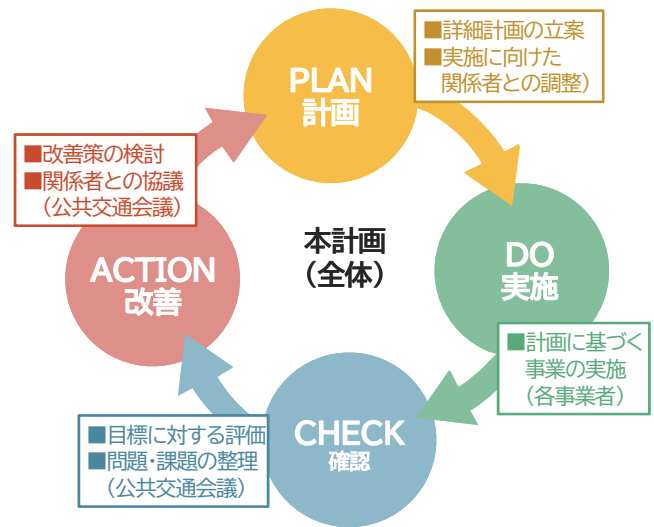 PLAN
計画
■詳細計画の立案
■実施に向けた
関係者との調整）
DO
実施
■計画に基づく
事業の実施
（各事業者）
CHECK
確認
■目標に対する評価
■問題・課題の整理
（公共交通会議）
ACTION
改善
■改善策の検討
■関係者との協議
（公共交通会議）
本計画
（全体）